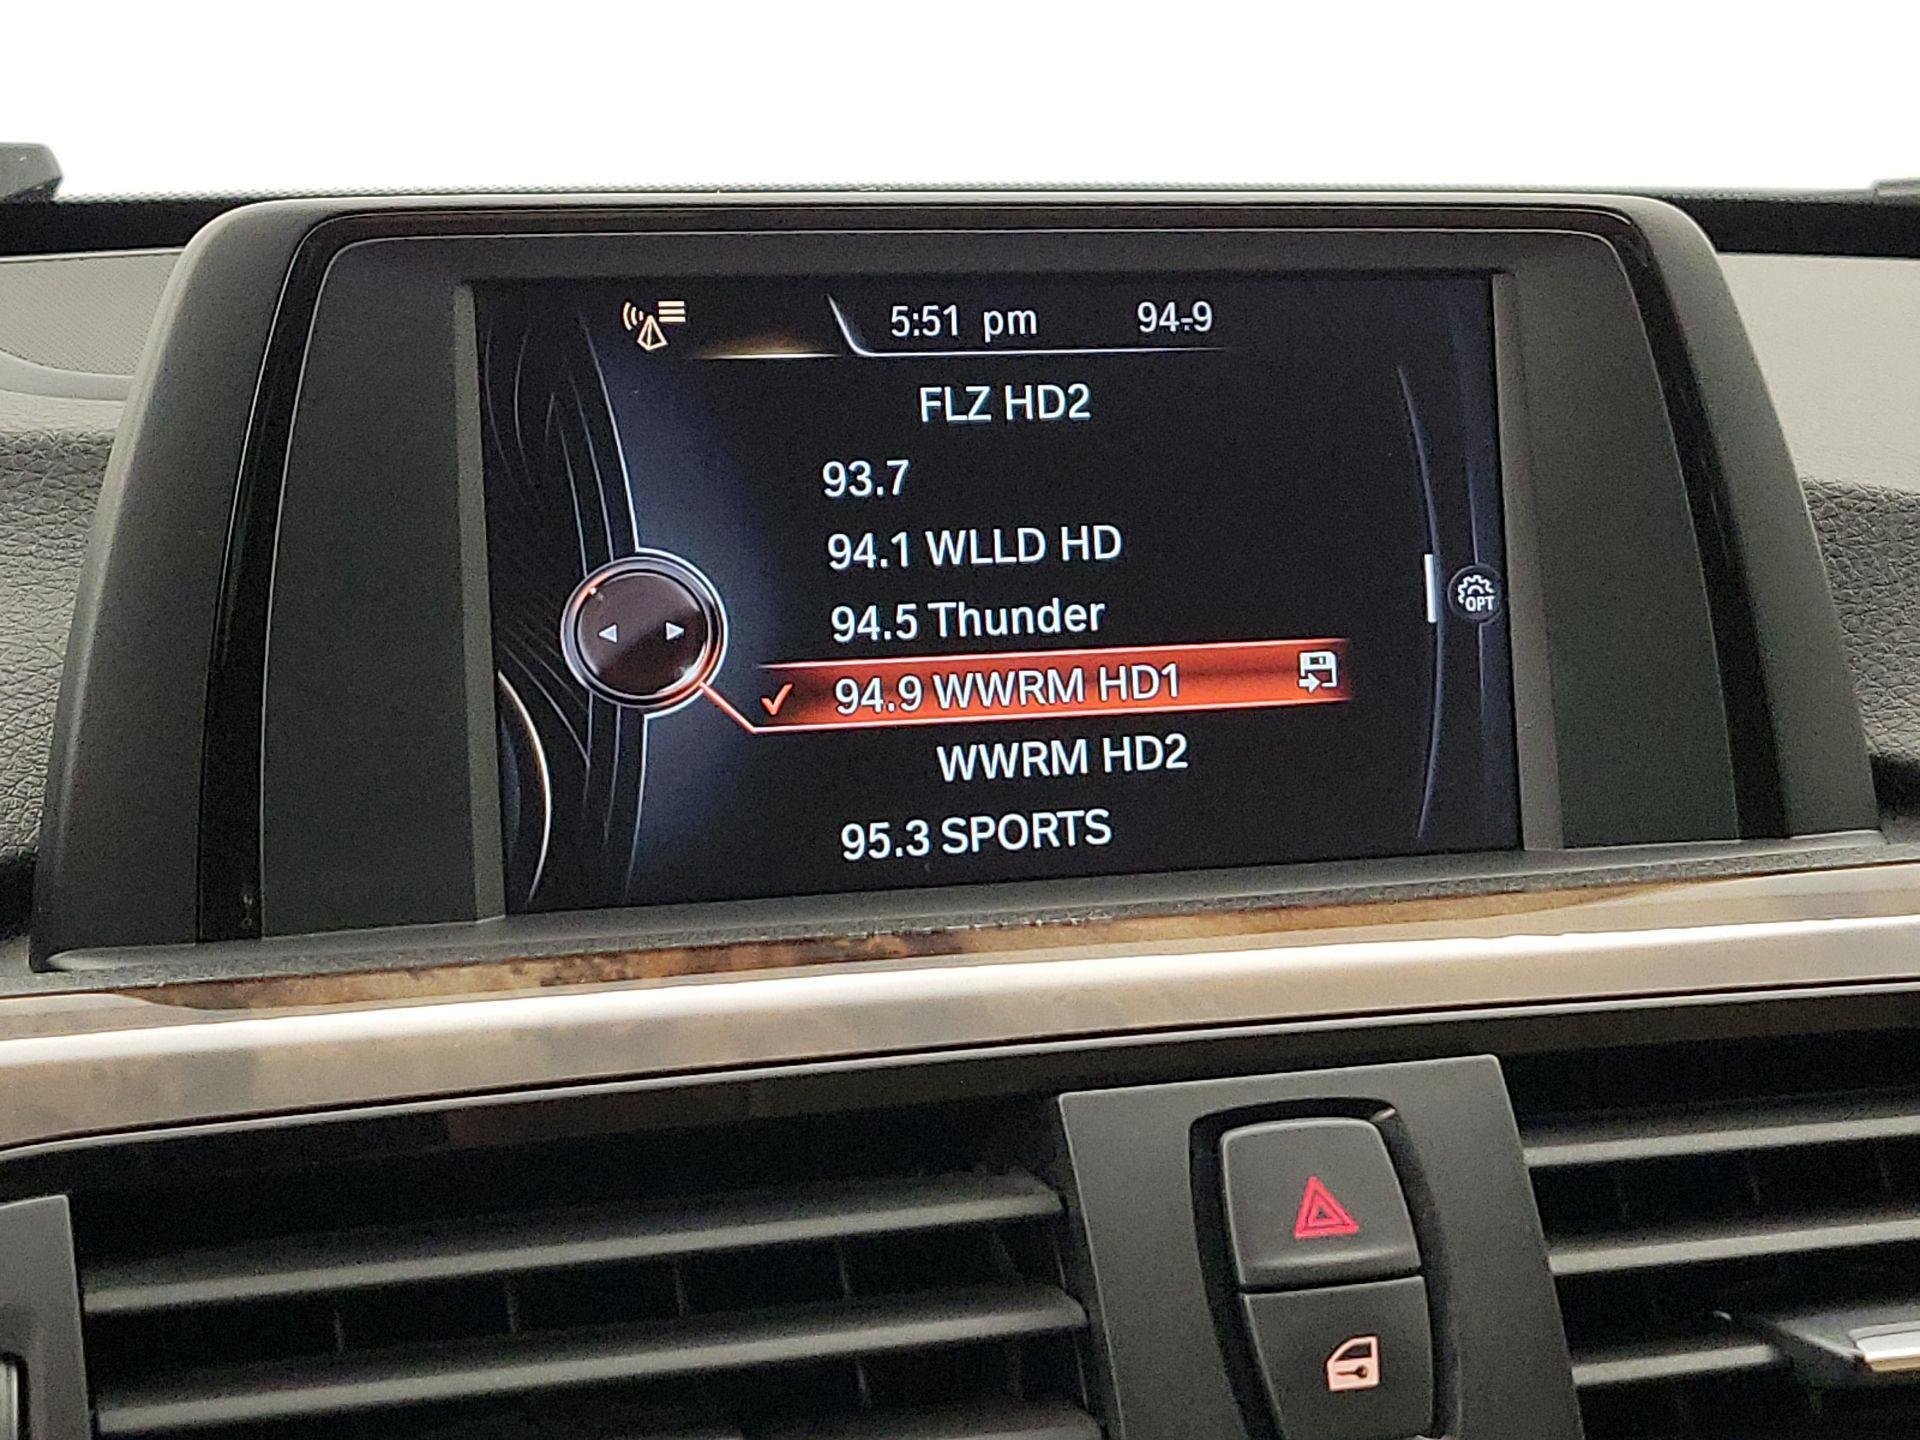 5:51 pm 94-9
FLZ HD2
93.7
94.1 WLLD HD
94.5 Thunder
94.9 WWRM HD1
WWRM HD2
95.3 SPORTS
OPT